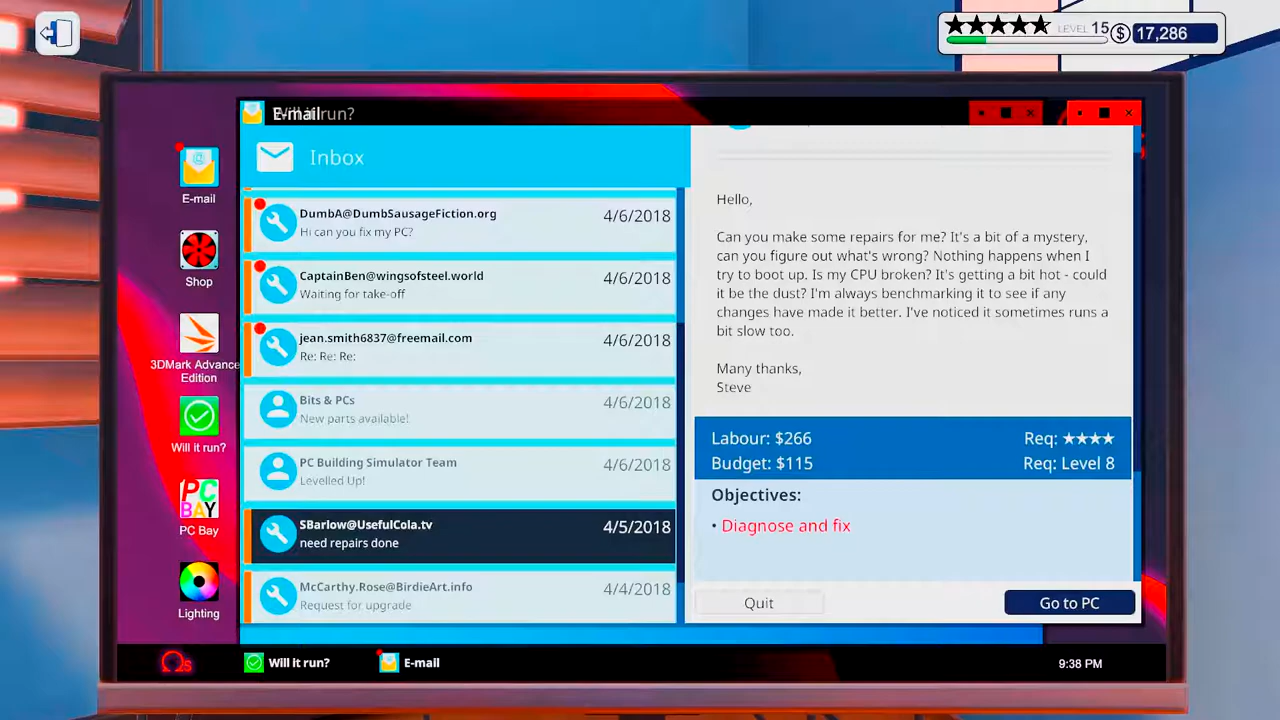 LEVEL 15
$ 17,286
E-mail
run?
Inbox
E-mail
Shop
3DMark Advance
Edition
Will it run?
PC
BAY
PC Bay
Lighting
DumbA@DumbSausageFiction.org 4/6/2018
Hi can you fix my PC?
CaptainBen@wingsofsteel.world 4/6/2018
Waiting for take-off
jean.smith6837@freemail.com 4/6/2018
Re: Re: Re:
Bits & PCs 4/6/2018
New parts available!
PC Building Simulator Team 4/6/2018
Levelled Up!
SBarlow@UsefulCola.tv 4/5/2018
need repairs done
McCarthy.Rose@BirdieArt.info 4/4/2018
Request for upgrade
Hello,
Can you make some repairs for me? It's a bit of a mystery,
can you figure out what's wrong? Nothing happens when I
try to boot up. Is my CPU broken? It's getting a bit hot - could
it be the dust? I'm always benchmarking it to see if any
changes have made it better. I've noticed it sometimes runs a
bit slow too.
Many thanks,
Steve
Labour: $266 Req: ★★★★
Budget: $115 Req: Level 8
Objectives:
• Diagnose and fix
Quit Go to PC
Ωs Will it run? E-mail 9:38 PM